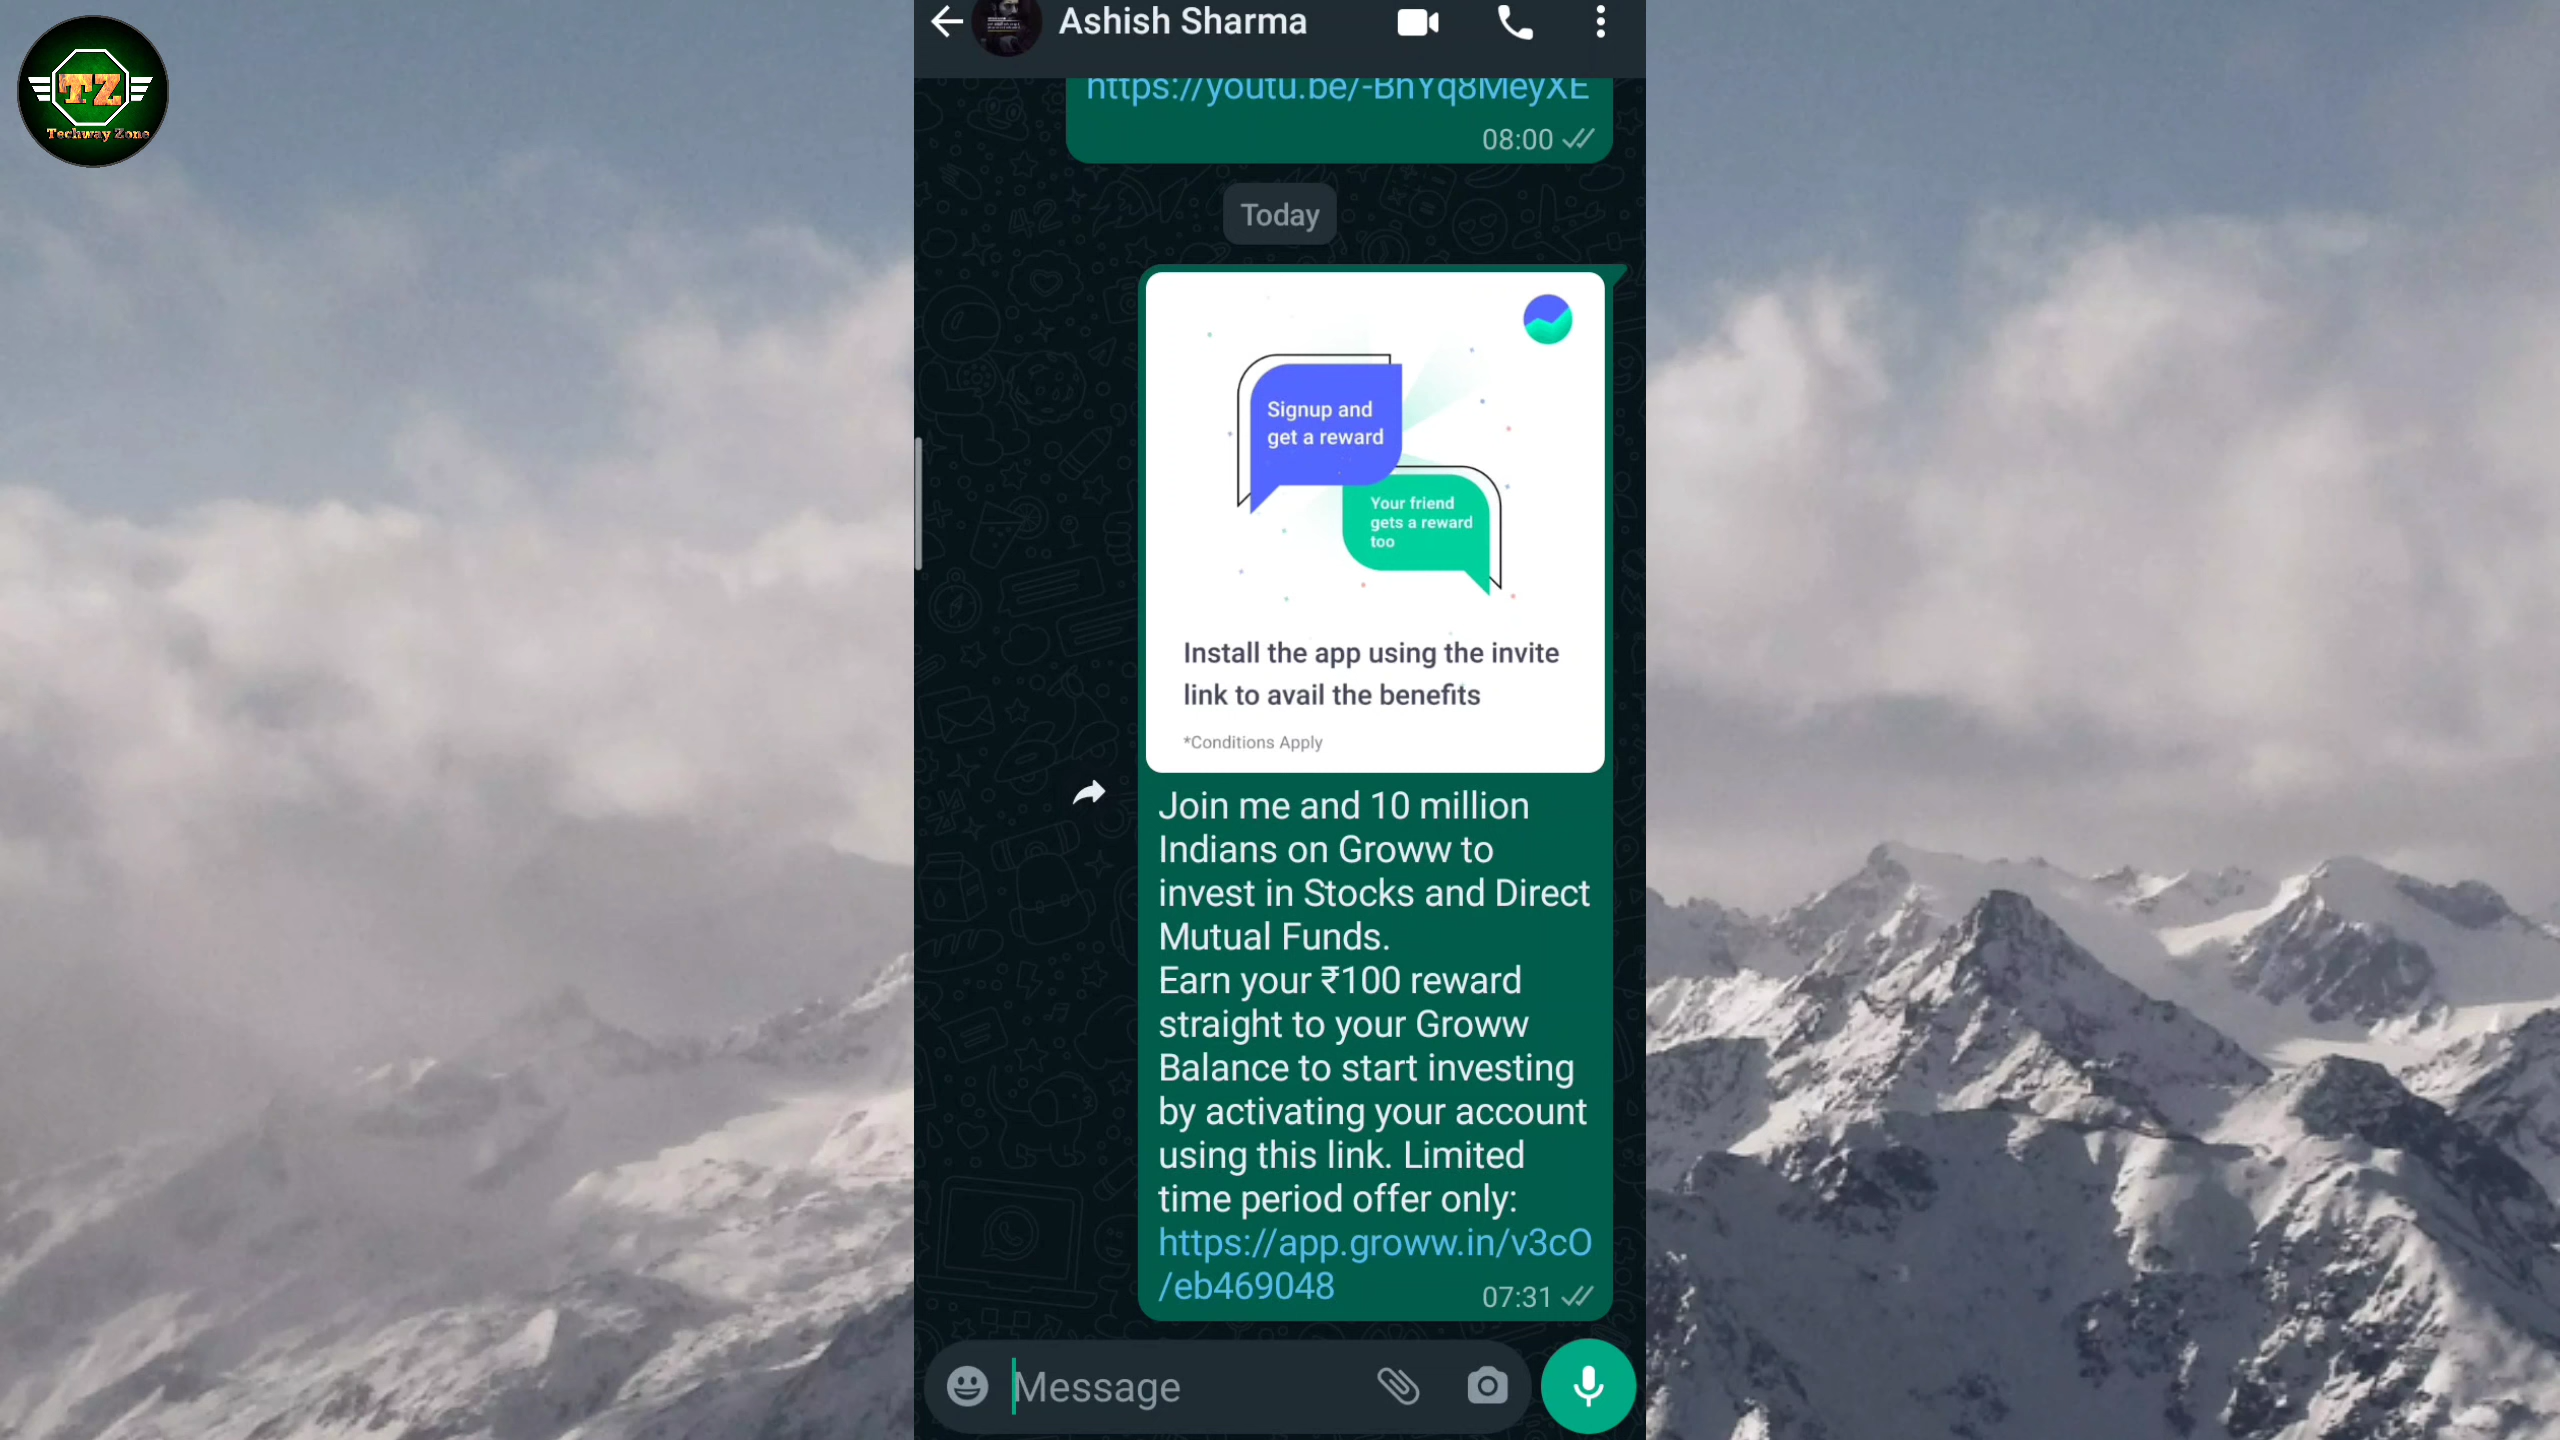 TZ
Techway Zone
Ashish Sharma
https://youtu.be/-BhYq8MeyXE
08:00
Today
Signup and
get a reward
Your friend
gets a reward
too
Install the app using the invite
link to avail the benefits
*Conditions Apply
Join me and 10 million
Indians on Groww to
invest in Stocks and Direct
Mutual Funds.
Earn your ₹100 reward
straight to your Groww
Balance to start investing
by activating your account
using this link. Limited
time period offer only:
https://app.groww.in/v3cO
/eb469048
07:31
Message